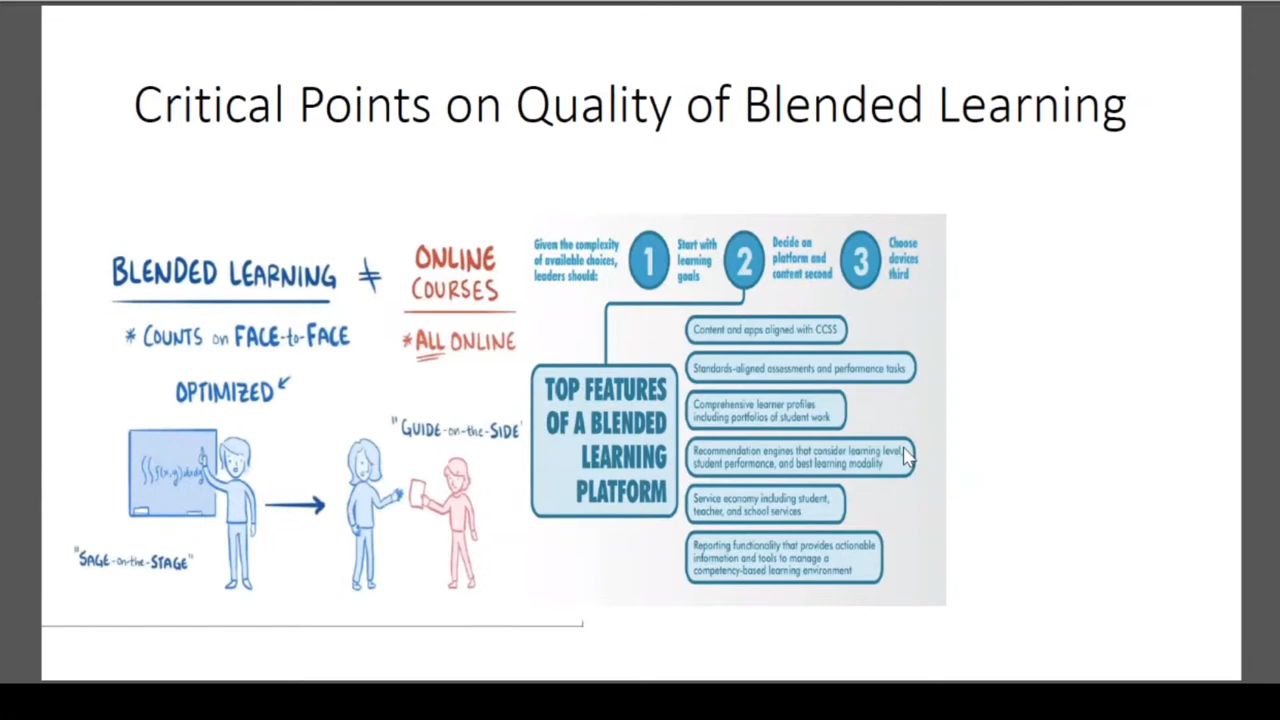 Critical Points on Quality of Blended Learning
BLENDED LEARNING ≠
ONLINE
COURSES
* COUNTS on FACE-to-FACE
* ALL ONLINE
OPTIMIZED
"GUIDE-on-the-SIDE"
"SAGE-on-the-STAGE"
Given the complexity
of available choices,
leaders should:
1
Start with
learning
goals
2
Decide on
platform and
content second
3
Choose
devices
third
TOP FEATURES
OF A BLENDED
LEARNING
PLATFORM
Content and apps aligned with CCSS
Standards-aligned assessments and performance tasks
Comprehensive learner profiles
including portfolios of student work
Recommendation engines that consider learning level,
student performance, and best learning modality
Service economy including student,
teacher, and school services
Reporting functionality that provides actionable
information and tools to manage a
competency-based learning environment